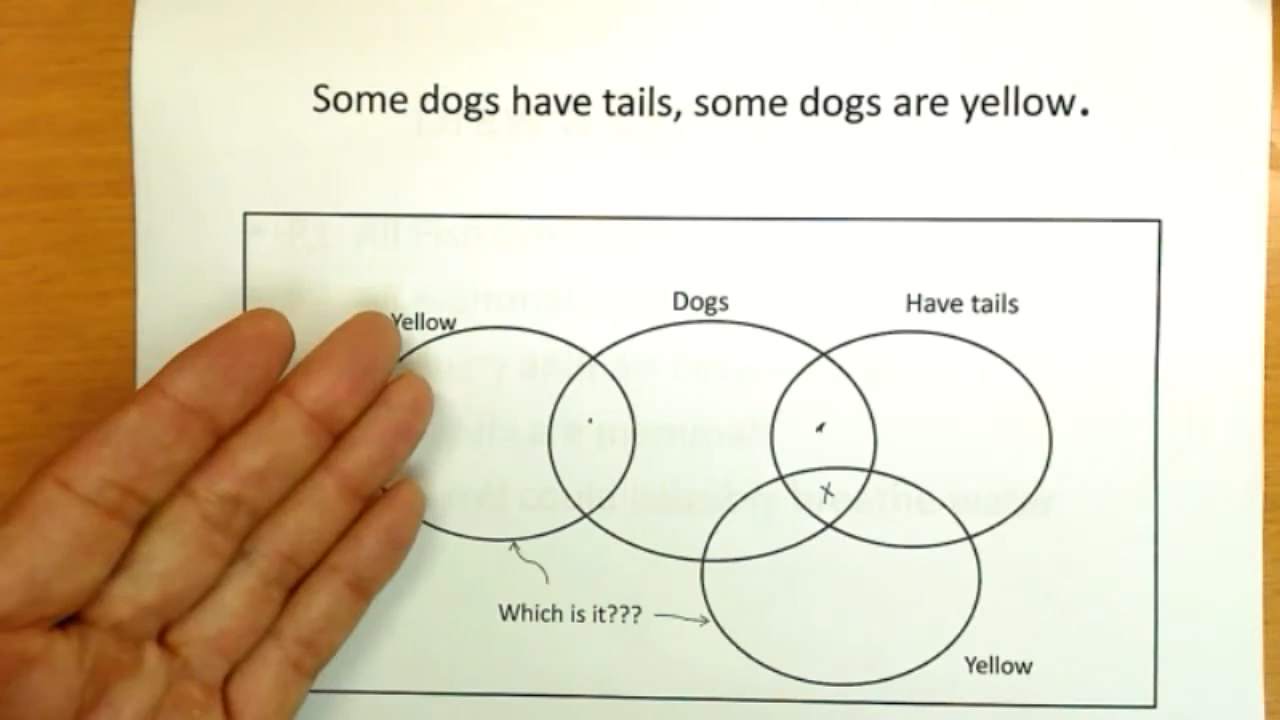 Some dogs have tails, some dogs are yellow.
Dogs
Have tails
Yellow
Which is it???
Yellow